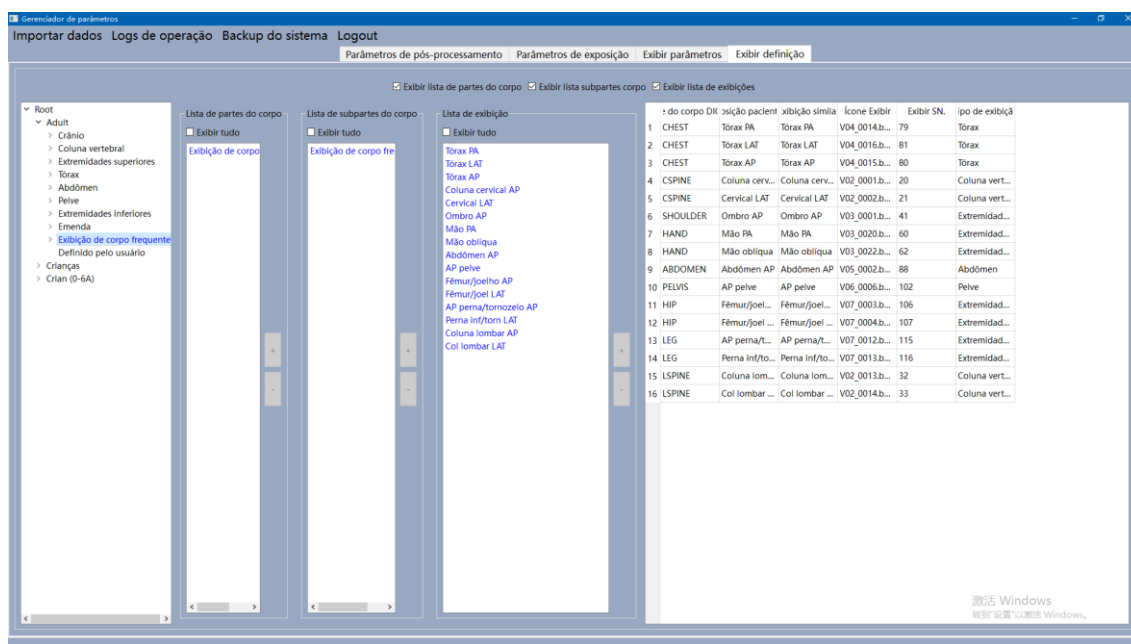 Gerenciador de parâmetros
Importar dados Logs de operação Backup do sistema Logout
Parâmetros de pós-processamento Parâmetros de exposição Exibir parâmetros Exibir definição
Exibir lista de partes do corpo Exibir lista subpartes corpo Exibir lista de exibições
Root
Adult
Crânio
Coluna vertebral
Extremidades superiores
Tórax
Abdômen
Pelve
Extremidades inferiores
Emenda
Exibição de corpo frequente
Definido pelo usuário
Crianças
Crian (0-6A)
Lista de partes do corpo
Exibir tudo
Exibição de corpo
Lista de subpartes do corpo
Exibir tudo
Exibição de corpo fre
Lista de exibição
Exibir tudo
Tórax PA
Tórax LAT
Tórax AP
Coluna cervical AP
Cervical LAT
Ombro AP
Mão PA
Mão oblíqua
Abdômen AP
AP pelve
Fêmur/joelho AP
Fêmur/joel LAT
AP perna/tornozelo AP
Perna inf/torn LAT
Coluna lombar AP
Col lombar LAT
+ + +
- - -
do corpo DIC osição pacient xibição simila Ícone Exibir Exibir SN. ipo de exibiçã
1 CHEST Tórax PA Tórax PA V04_0014.b... 79 Tórax
2 CHEST Tórax LAT Tórax LAT V04_0016.b... 81 Tórax
3 CHEST Tórax AP Tórax AP V04_0015.b... 80 Tórax
4 CSPINE Coluna cerv... Coluna cerv... V02_0001.b... 20 Coluna vert...
5 CSPINE Cervical LAT Cervical LAT V02_0002.b... 21 Coluna vert...
6 SHOULDER Ombro AP Ombro AP V03_0001.b... 41 Extremidad...
7 HAND Mão PA Mão PA V03_0020.b... 60 Extremidad...
8 HAND Mão oblíqua Mão oblíqua V03_0022.b... 62 Extremidad...
9 ABDOMEN Abdômen AP Abdômen AP V05_0002.b... 88 Abdômen
10 PELVIS AP pelve AP pelve V06_0006.b... 102 Pelve
11 HIP Fêmur/joel... Fêmur/joel... V07_0003.b... 106 Extremidad...
12 HIP Fêmur/joel ... Fêmur/joel ... V07_0004.b... 107 Extremidad...
13 LEG AP perna/t... AP perna/t... V07_0012.b... 115 Extremidad...
14 LEG Perna inf/to... Perna inf/to... V07_0013.b... 116 Extremidad...
15 LSPINE Coluna lom... Coluna lom... V02_0013.b... 32 Coluna vert...
16 LSPINE Col lombar ... Col lombar ... V02_0014.b... 33 Coluna vert...
激活 Windows
转到"设置"以激活 Windows。